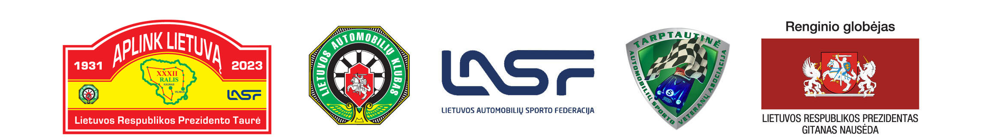 APLINK LIETUVĄ
1931
2023
XXXII
RALIS
KAUNAS
VILNIUS
LASF
Lietuvos Respublikos Prezidento Taurė
LIETUVOS AUTOMOBILIŲ KLUBAS
LASF
LIETUVOS AUTOMOBILIŲ SPORTO FEDERACIJA
TARPTAUTINĖ
AUTOMOBILIŲ SPORTO
VETERANŲ ASOCIACIJA
S
Renginio globėjas
LIETUVOS RESPUBLIKOS PREZIDENTAS
GITANAS NAUSĖDA